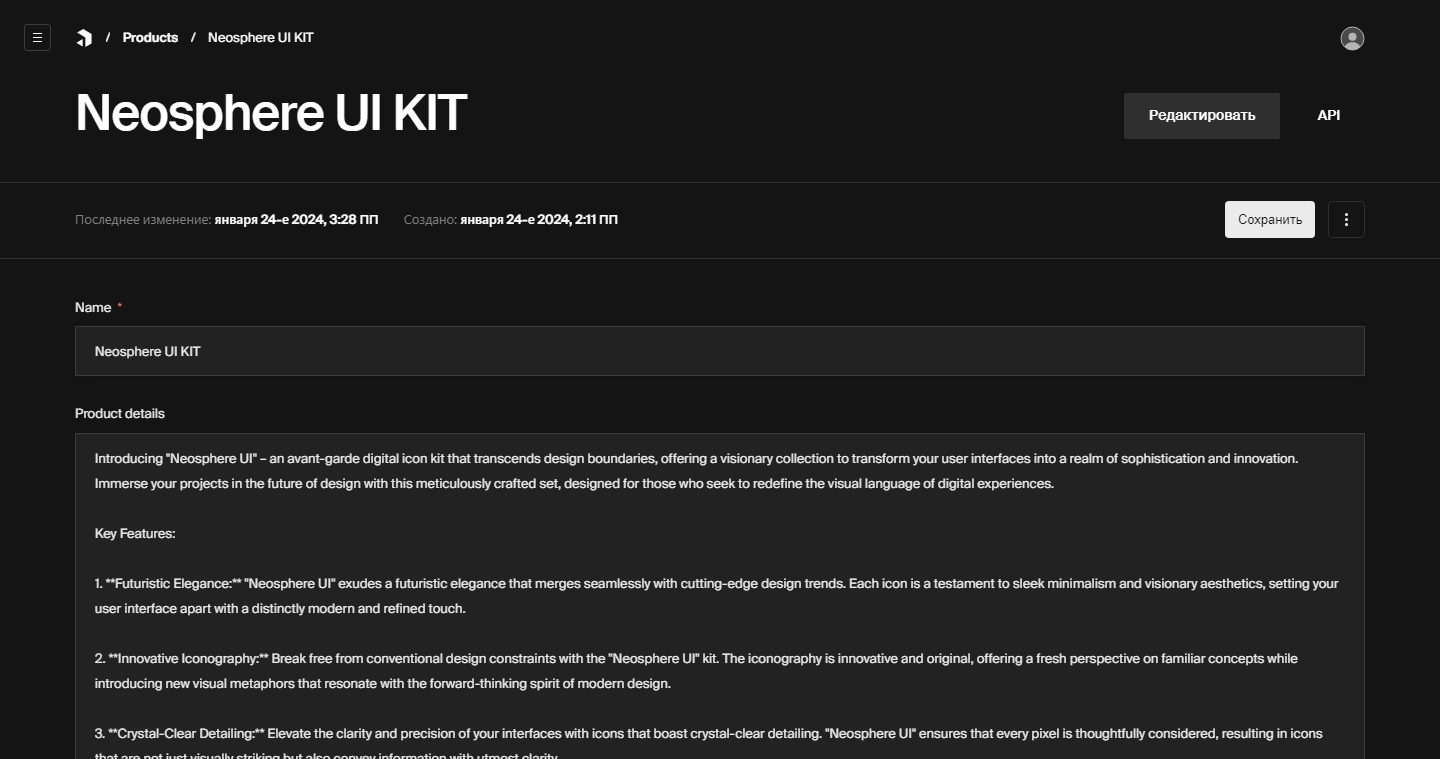 / Products / Neosphere UI KIT
Neosphere UI KIT
Редактировать
API
Последнее изменение: января 24-е 2024, 3:28 ПП
Создано: января 24-е 2024, 2:11 ПП
Сохранить
Name *
Neosphere UI KIT
Product details
Introducing "Neosphere UI" – an avant-garde digital icon kit that transcends design boundaries, offering a visionary collection to transform your user interfaces into a realm of sophistication and innovation.
Immerse your projects in the future of design with this meticulously crafted set, designed for those who seek to redefine the visual language of digital experiences.
Key Features:
1. **Futuristic Elegance:** "Neosphere UI" exudes a futuristic elegance that merges seamlessly with cutting-edge design trends. Each icon is a testament to sleek minimalism and visionary aesthetics, setting your
user interface apart with a distinctly modern and refined touch.
2. **Innovative Iconography:** Break free from conventional design constraints with the "Neosphere UI" kit. The iconography is innovative and original, offering a fresh perspective on familiar concepts while
introducing new visual metaphors that resonate with the forward-thinking spirit of modern design.
3. **Crystal-Clear Detailing:** Elevate the clarity and precision of your interfaces with icons that boast crystal-clear detailing. "Neosphere UI" ensures that every pixel is thoughtfully considered, resulting in icons
that are not just visually striking but also convey information with utmost clarity.